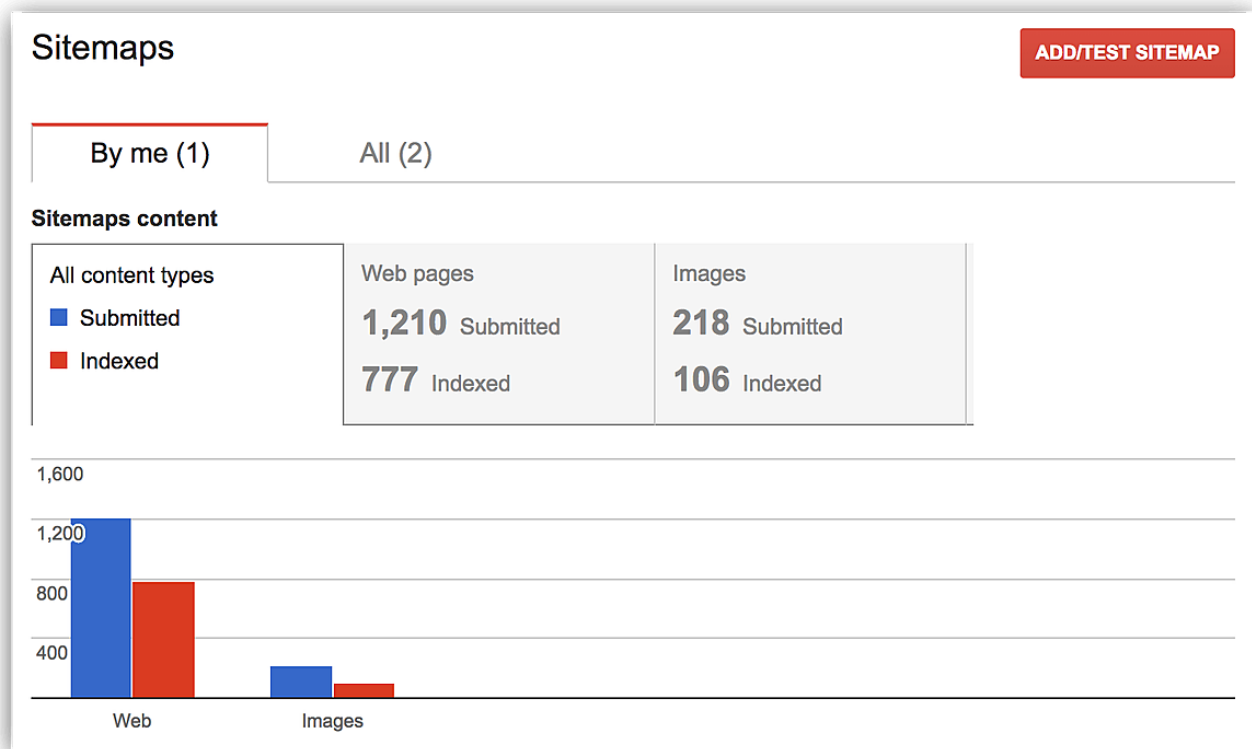 Sitemaps
ADD/TEST SITEMAP
By me (1)
All (2)
Sitemaps content
All content types
Submitted
Indexed
Web pages
1,210 Submitted
777 Indexed
Images
218 Submitted
106 Indexed
1,600
1,200
800
400
Web
Images